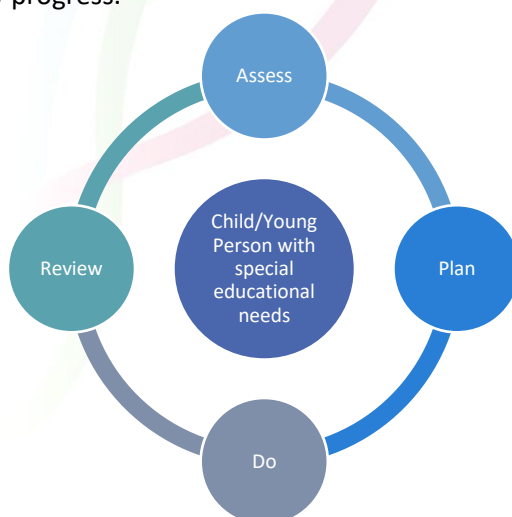 progress.
Assess
Child/Young
Person with
special
educational
needs
Review
Plan
Do